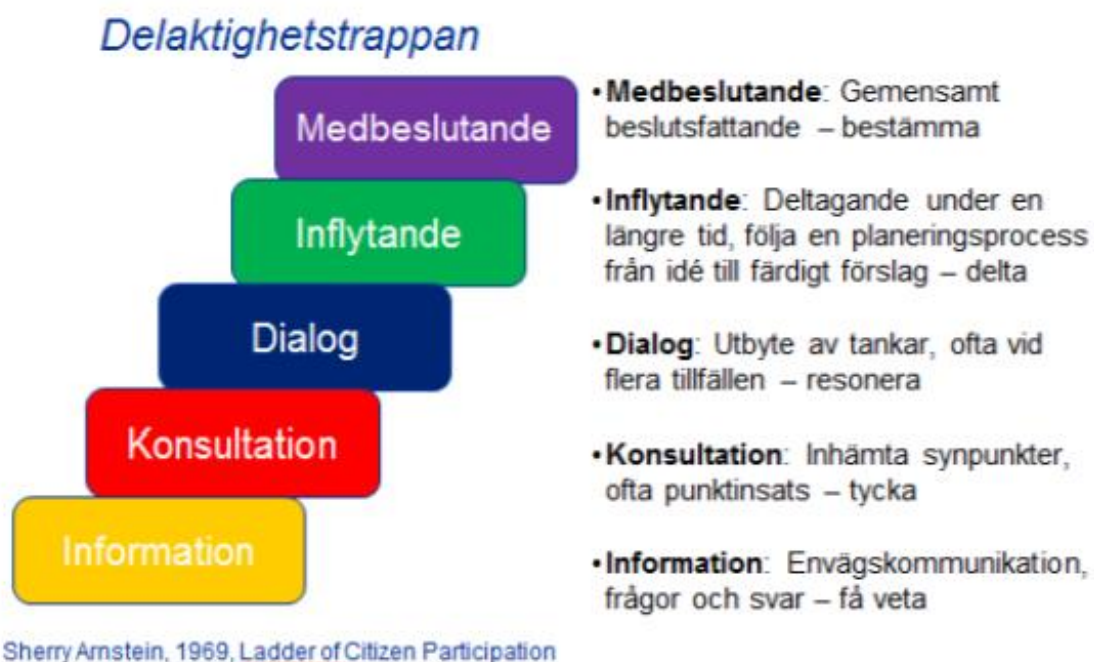 Delaktighetstrappan
Medbeslutande
Inflytande
Dialog
Konsultation
Information
•Medbeslutande: Gemensamt
beslutsfattande – bestämma
•Inflytande: Deltagande under en
längre tid, följa en planeringsprocess
från idé till färdigt förslag – delta
•Dialog: Utbyte av tankar, ofta vid
flera tillfällen – resonera
•Konsultation: Inhämta synpunkter,
ofta punktinsats – tycka
•Information: Envägskommunikation,
frågor och svar – få veta
Sherry Arnstein, 1969, Ladder of Citizen Participation